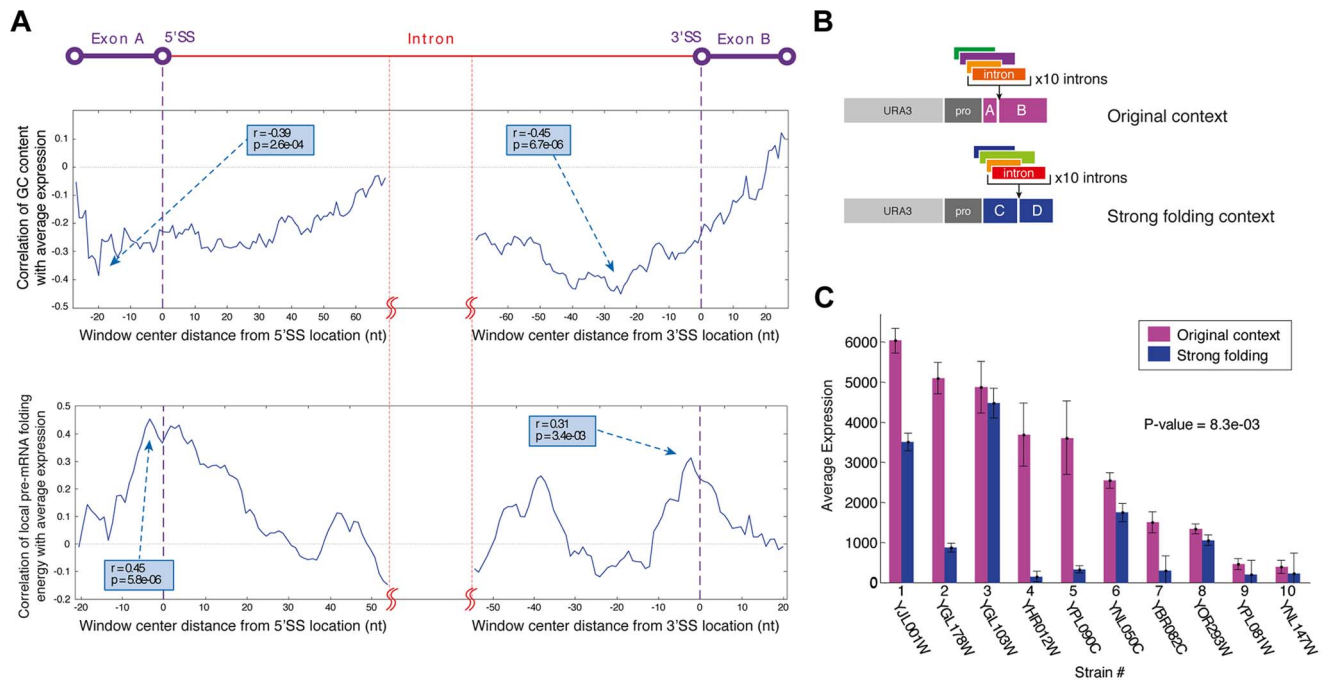 A
Exon A
5'SS
Intron
3'SS
Exon B
Correlation of GC content
with average expression
0.1
0
-0.1
-0.2
-0.3
-0.4
-0.5
r = -0.39
p = 2.6e-04
r = -0.45
p = 6.7e-06
-20
-10
0
10
20
30
40
50
60
-60
-50
-40
-30
-20
-10
0
10
20
Window center distance from 5'SS location (nt)
Window center distance from 3'SS location (nt)
Correlation of local pre-mRNA folding
energy with average expression
0.5
0.4
0.3
0.2
0.1
0
-0.1
-0.2
r = 0.45
p = 5.8e-06
r = 0.31
p = 3.4e-03
-20
-10
0
10
20
30
40
50
-50
-40
-30
-20
-10
0
10
20
Window center distance from 5'SS location (nt)
Window center distance from 3'SS location (nt)
B
intron
x10 introns
URA3
pro
A
B
Original context
intron
x10 introns
URA3
pro
C
D
Strong folding context
C
Average Expression
6000
5000
4000
3000
2000
1000
0
Original context
Strong folding
P-value = 8.3e-03
1
2
3
4
5
6
7
8
9
10
YJL001W
YGL178W
YGL103W
YHR012W
YPL090C
YNL050C
YBR082C
YOR293W
YPL081W
YNL147W
Strain #